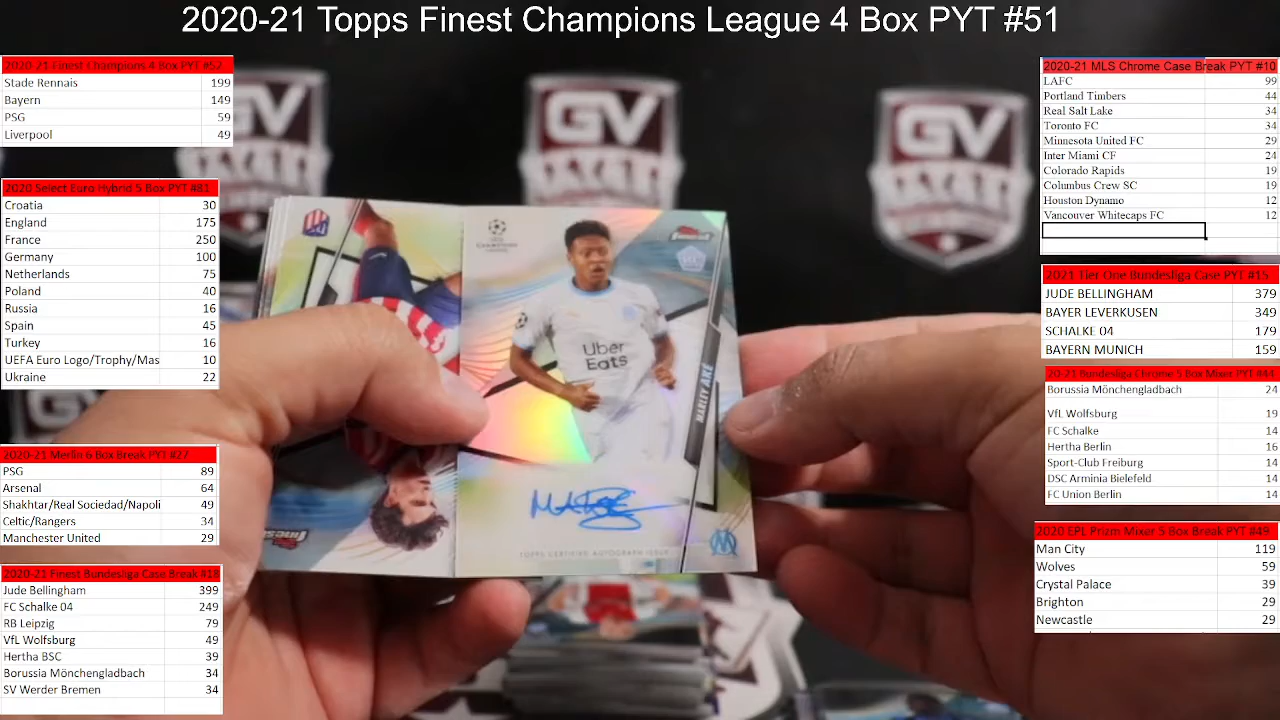 2020-21 Topps Finest Champions League 4 Box PYT #51
2020-21 Finest Champions 4 Box PYT #52
Stade Rennais 199
Bayern 149
PSG 59
Liverpool 49
2020 Select Euro Hybrid 5 Box PYT #81
Croatia 30
England 175
France 250
Germany 100
Netherlands 75
Poland 40
Russia 16
Spain 45
Turkey 16
UEFA Euro Logo/Trophy/Mas 10
Ukraine 22
2020-21 Merlin 6 Box Break PYT #27
PSG 89
Arsenal 64
Shakhtar/Real Sociedad/Napoli 49
Celtic/Rangers 34
Manchester United 29
2020-21 Finest Bundesliga Case Break #18
Jude Bellingham 399
FC Schalke 04 249
RB Leipzig 79
VfL Wolfsburg 49
Hertha BSC 39
Borussia Mönchengladbach 34
SV Werder Bremen 34
GV
GV
GV
UEFA
CHAMPIONS
LEAGUE
Finest
Uber
Eats
MARLEY AKÉ
TOPPS CERTIFIED AUTOGRAPH ISSUE
Finest
2020-21 MLS Chrome Case Break PYT #10
LAFC 99
Portland Timbers 44
Real Salt Lake 34
Toronto FC 34
Minnesota United FC 29
Inter Miami CF 24
Colorado Rapids 19
Columbus Crew SC 19
Houston Dynamo 12
Vancouver Whitecaps FC 12
2021 Tier One Bundesliga Case PYT #15
JUDE BELLINGHAM 379
BAYER LEVERKUSEN 349
SCHALKE 04 179
BAYERN MUNICH 159
20-21 Bundesliga Chrome 5 Box Mixer PYT #44
Borussia Mönchengladbach 24
VfL Wolfsburg 19
FC Schalke 14
Hertha Berlin 16
Sport-Club Freiburg 14
DSC Arminia Bielefeld 14
FC Union Berlin 14
2020 EPL Prizm Mixer 5 Box Break PYT #49
Man City 119
Wolves 59
Crystal Palace 39
Brighton 29
Newcastle 29